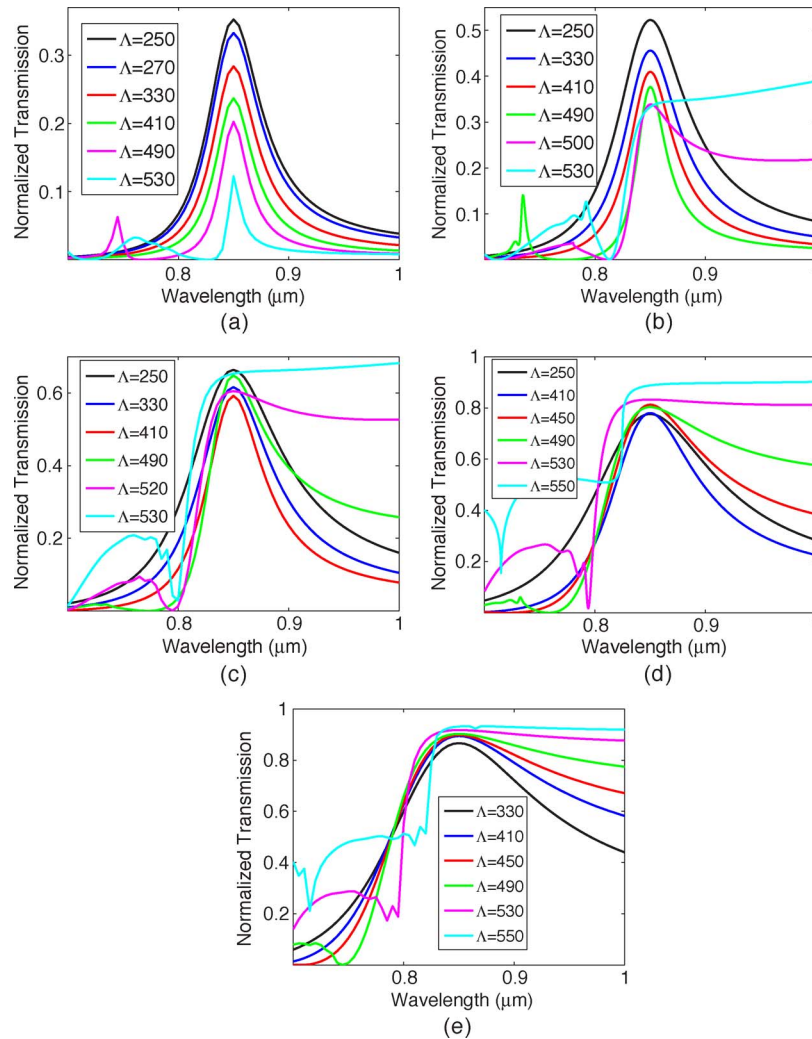 Normalized Transmission
0.3
0.2
0.1
Λ=250
Λ=270
Λ=330
Λ=410
Λ=490
Λ=530
0.8 0.9 1
Wavelength (μm)
(a)
Normalized Transmission
0.5
0.4
0.3
0.2
0.1
Λ=250
Λ=330
Λ=410
Λ=490
Λ=500
Λ=530
0.8 0.9
Wavelength (μm)
(b)
Normalized Transmission
0.6
0.4
0.2
Λ=250
Λ=330
Λ=410
Λ=490
Λ=520
Λ=530
0.8 0.9 1
Wavelength (μm)
(c)
Normalized Transmission
1
0.8
0.6
0.4
0.2
Λ=250
Λ=410
Λ=450
Λ=490
Λ=530
Λ=550
0.8 0.9
Wavelength (μm)
(d)
Normalized Transmission
1
0.8
0.6
0.4
0.2
Λ=330
Λ=410
Λ=450
Λ=490
Λ=530
Λ=550
0.8 0.9 1
Wavelength (μm)
(e)